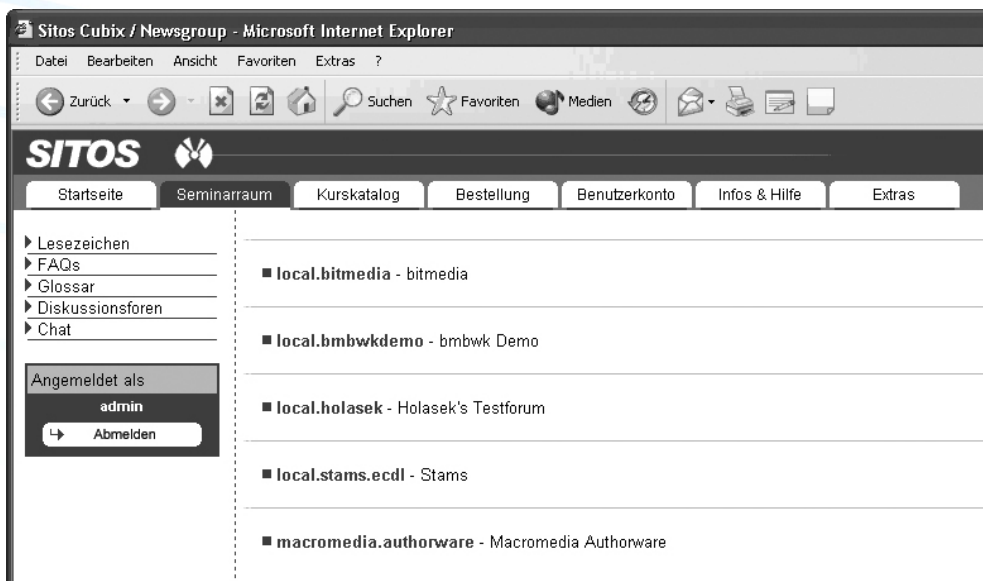 Sitos Cubix / Newsgroup - Microsoft Internet Explorer
Datei Bearbeiten Ansicht Favoriten Extras ?
Zurück Suchen Favoriten Medien
SITOS
Startseite Seminarraum Kurskatalog Bestellung Benutzerkonto Infos & Hilfe Extras
Lesezeichen
FAQs
Glossar
Diskussionsforen
Chat
Angemeldet als
admin
Abmelden
local.bitmedia - bitmedia
local.bmbwkdemo - bmbwk Demo
local.holasek - Holasek's Testforum
local.stams.ecdl - Stams
macromedia.authorware - Macromedia Authorware